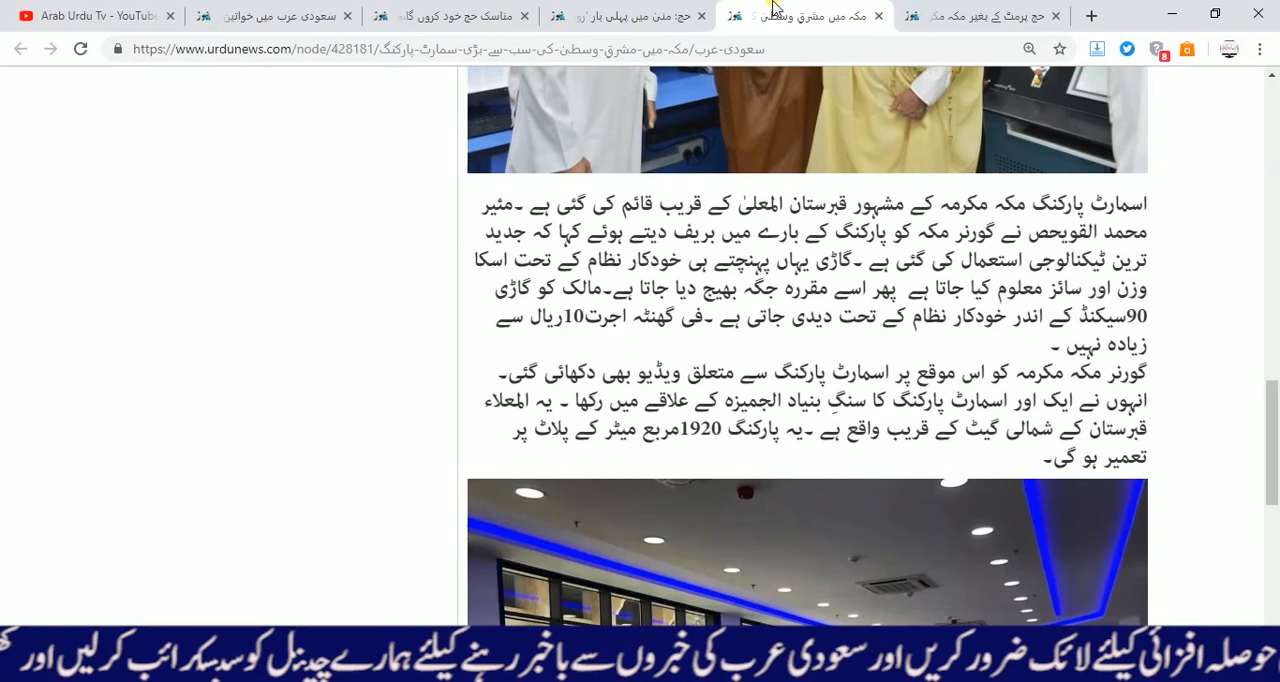 Arab Urdu Tv - YouTube
سعودی عرب میں خواتین
مناسک حج خود کروں گا،
حج: منیٰ میں پہلی بار 'زو
مکہ میں مشرقِ وسطیٰ ک
حج پرمٹ کے بغیر مکہ مکر
https://www.urdunews.com/node/428181/سعودی-عرب/مکہ-میں-مشرقِ-وسطیٰ-کی-سب-سے-بڑی-سمارٹ-پارکنگ
8
اسمارٹ پارکنگ مکہ مکرمہ کے مشہور قبرستان المعلیٰ کے قریب قائم کی گئی ہے ۔مئیر
محمد القویحص نے گورنر مکہ کو پارکنگ کے بارے میں بریف دیتے ہوئے کہا کہ جدید
ترین ٹیکنالوجی استعمال کی گئی ہے ۔گاڑی یہاں پہنچتے ہی خودکار نظام کے تحت اسکا
وزن اور سائز معلوم کیا جاتا ہے پھر اسے مقررہ جگہ بھیج دیا جاتا ہے۔مالک کو گاڑی
90سیکنڈ کے اندر خودکار نظام کے تحت دیدی جاتی ہے ۔فی گھنٹہ اجرت10ریال سے
زیادہ نہیں ۔
گورنر مکہ مکرمہ کو اس موقع پر اسمارٹ پارکنگ سے متعلق ویڈیو بھی دکھائی گئی۔
انہوں نے ایک اور اسمارٹ پارکنگ کا سنگِ بنیاد الجمیزہ کے علاقے میں رکھا ۔ یہ المعلاء
قبرستان کے شمالی گیٹ کے قریب واقع ہے ۔یہ پارکنگ 1920مربع میٹر کے پلاٹ پر
تعمیر ہو گی۔
حوصلہ افزائی کیلئے لائک ضرور کریں اور سعودی عرب کی خبروں سے باخبر رہنے کیلئے ہمارے چینل کو سبسکرائب کر لیں اور